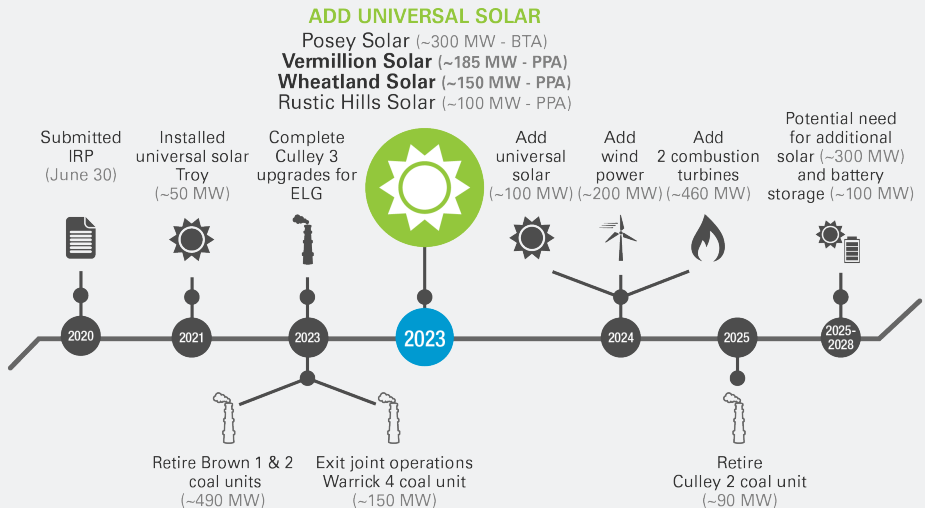 ADD UNIVERSAL SOLAR
Posey Solar (~300 MW - BTA)
Vermillion Solar (~185 MW - PPA)
Wheatland Solar (~150 MW - PPA)
Rustic Hills Solar (~100 MW - PPA)
Submitted
IRP
(June 30)
Installed
universal solar
Troy
(~50 MW)
Complete
Culley 3
upgrades for
ELG
Add
universal
solar
(~100 MW)
Add
wind
power
(~200 MW)
Add
2 combustion
turbines
(~460 MW)
Potential need
for additional
solar (~300 MW)
and battery
storage (~100 MW)
2020
2021
2023
2023
2024
2025
2025-
2028
Retire Brown 1 & 2
coal units
(~490 MW)
Exit joint operations
Warrick 4 coal unit
(~150 MW)
Retire
Culley 2 coal unit
(~90 MW)